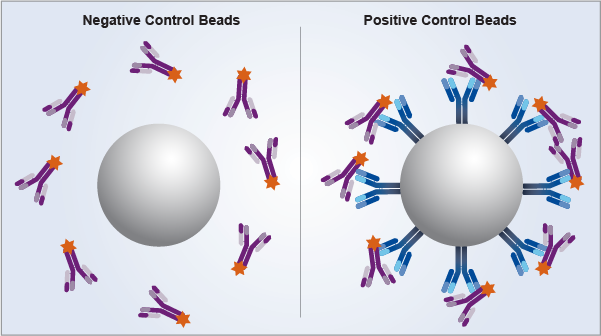 Negative Control Beads
Positive Control Beads